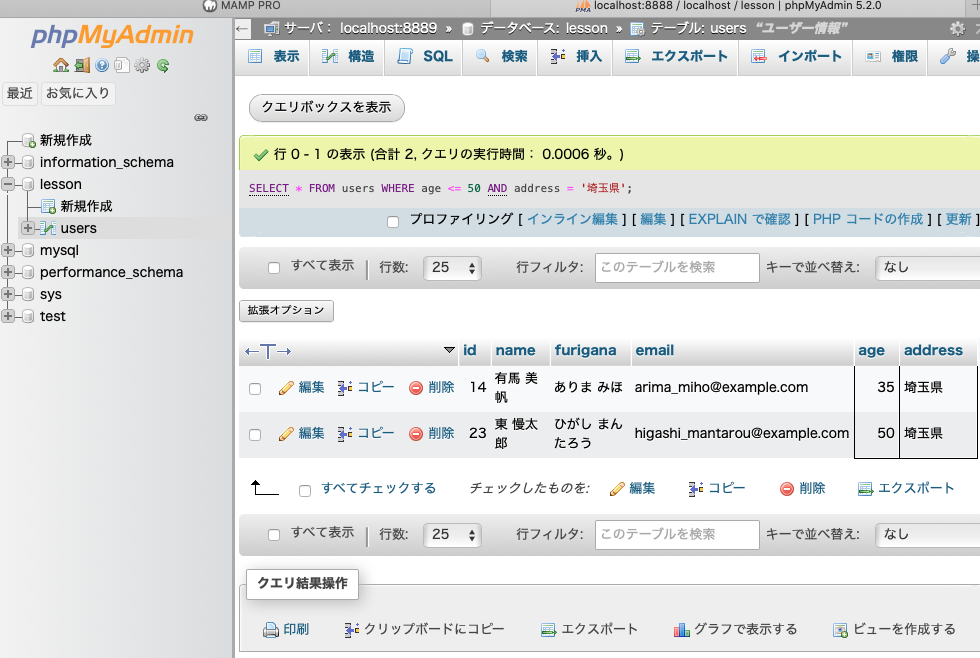 MAMP PRO
localhost:8888 / localhost / lesson | phpMyAdmin 5.2.0
phpMyAdmin
最近 お気に入り
新規作成
information_schema
lesson
新規作成
users
mysql
performance_schema
sys
test
サーバ： localhost:8889 » データベース: lesson » テーブル: users “ユーザー情報”
表示 構造 SQL 検索 挿入 エクスポート インポート 権限
クエリボックスを表示
行 0 - 1 の表示 (合計 2, クエリの実行時間： 0.0006 秒。)
SELECT * FROM users WHERE age <= 50 AND address = '埼玉県';
プロファイリング [ インライン編集 ] [ 編集 ] [ EXPLAIN で確認 ] [ PHP コードの作成 ] [ 更新 ]
すべて表示 行数: 25 行フィルタ: このテーブルを検索 キーで並べ替え: なし
拡張オプション
←T→ id name furigana email age address
編集 コピー 削除 14 有馬 美帆 ありま みほ arima_miho@example.com 35 埼玉県
編集 コピー 削除 23 東 慢太郎 ひがし まんたろう higashi_mantarou@example.com 50 埼玉県
すべてチェックする チェックしたものを: 編集 コピー 削除 エクスポート
すべて表示 行数: 25 行フィルタ: このテーブルを検索 キーで並べ替え: なし
クエリ結果操作
印刷 クリップボードにコピー エクスポート グラフで表示する ビューを作成する